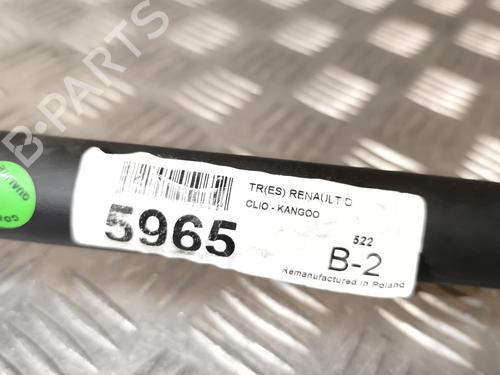 TR(ES) RENAULT D
CLIO - KANGOO
5965
522
B-2
Remanufactured in Poland
B-PARTS